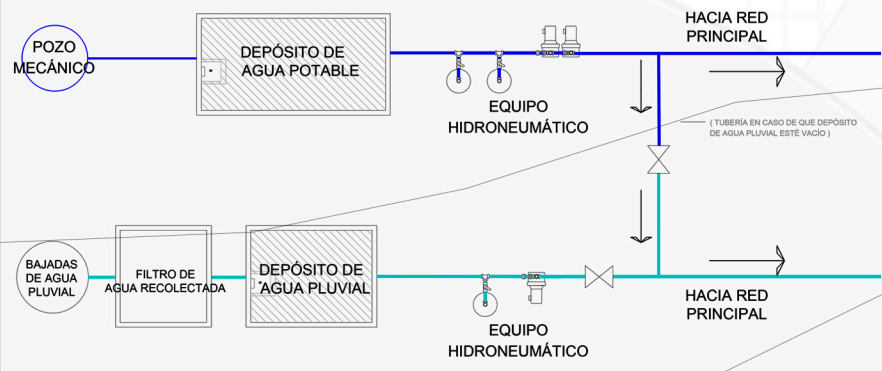 POZO
MECÁNICO
DEPÓSITO DE
AGUA POTABLE
EQUIPO
HIDRONEUMÁTICO
HACIA RED
PRINCIPAL
( TUBERÍA EN CASO DE QUE DEPÓSITO
DE AGUA PLUVIAL ESTÉ VACÍO )
BAJADAS
DE AGUA
PLUVIAL
FILTRO DE
AGUA RECOLECTADA
DEPÓSITO DE
AGUA PLUVIAL
EQUIPO
HIDRONEUMÁTICO
HACIA RED
PRINCIPAL